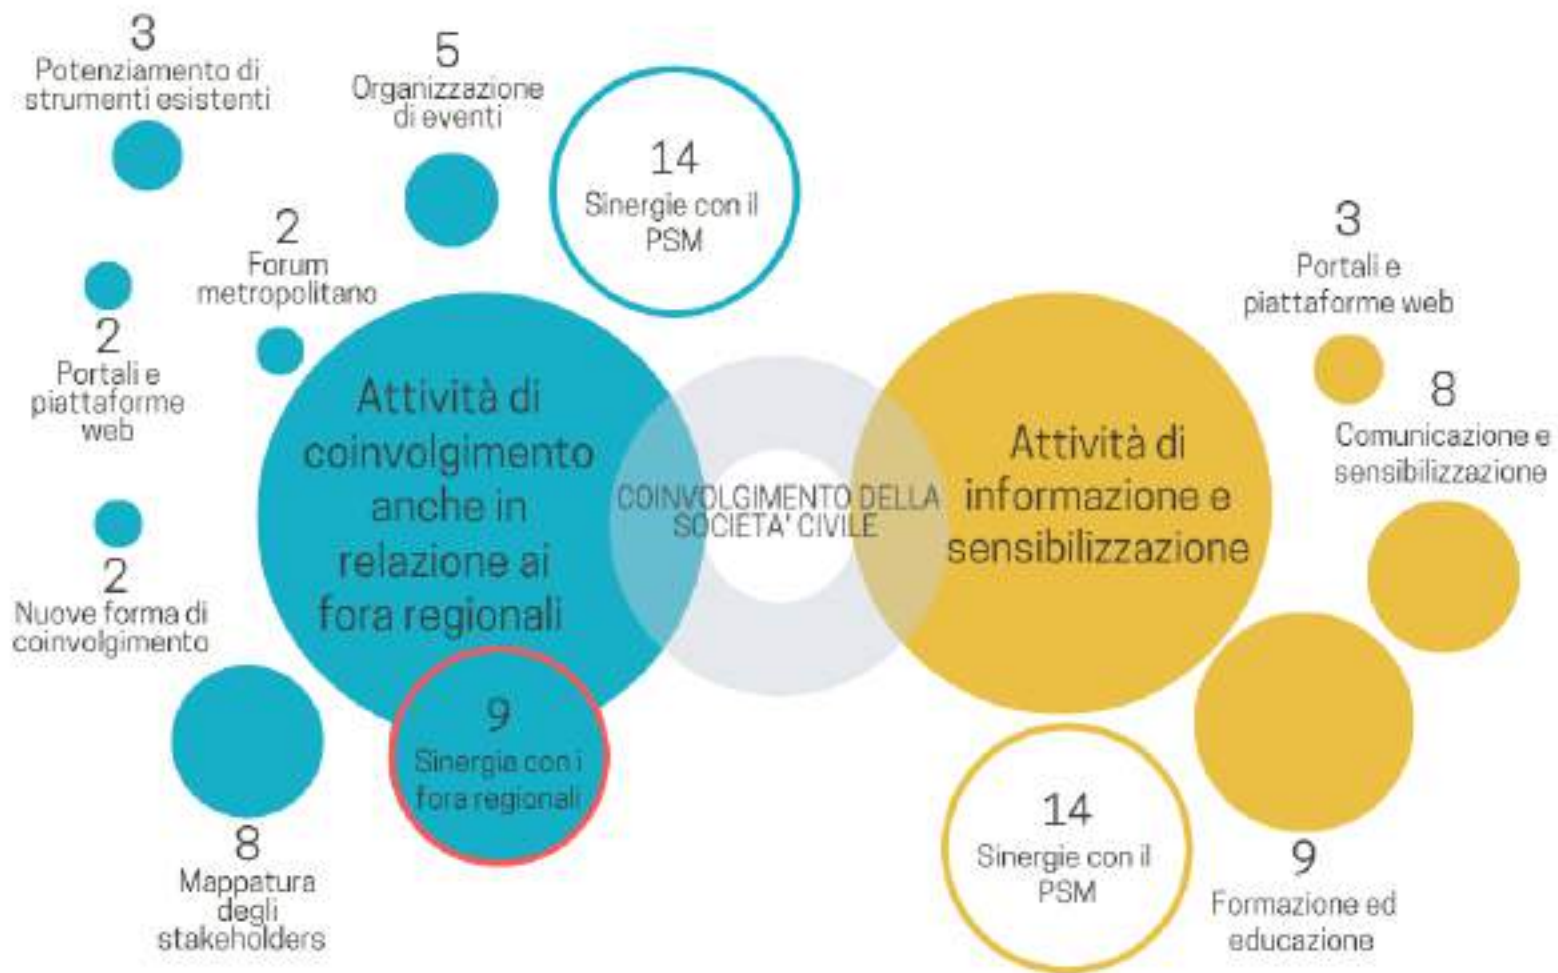 3
Potenziamento di
strumenti esistenti
5
Organizzazione
di eventi
14
Sinergie con il
PSM
2
Forum
metropolitano
2
Portali e
piattaforme
web
2
Nuove forma di
coinvolgimento
Attività di
coinvolgimento
anche in
relazione ai
fora regionali
9
Sinergia con i
fora regionali
8
Mappatura
degli
stakeholders
COINVOLGIMENTO DELLA
SOCIETA' CIVILE
Attività di
informazione e
sensibilizzazione
3
Portali e
piattaforme web
8
Comunicazione e
sensibilizzazione
14
Sinergie con il
PSM
9
Formazione ed
educazione